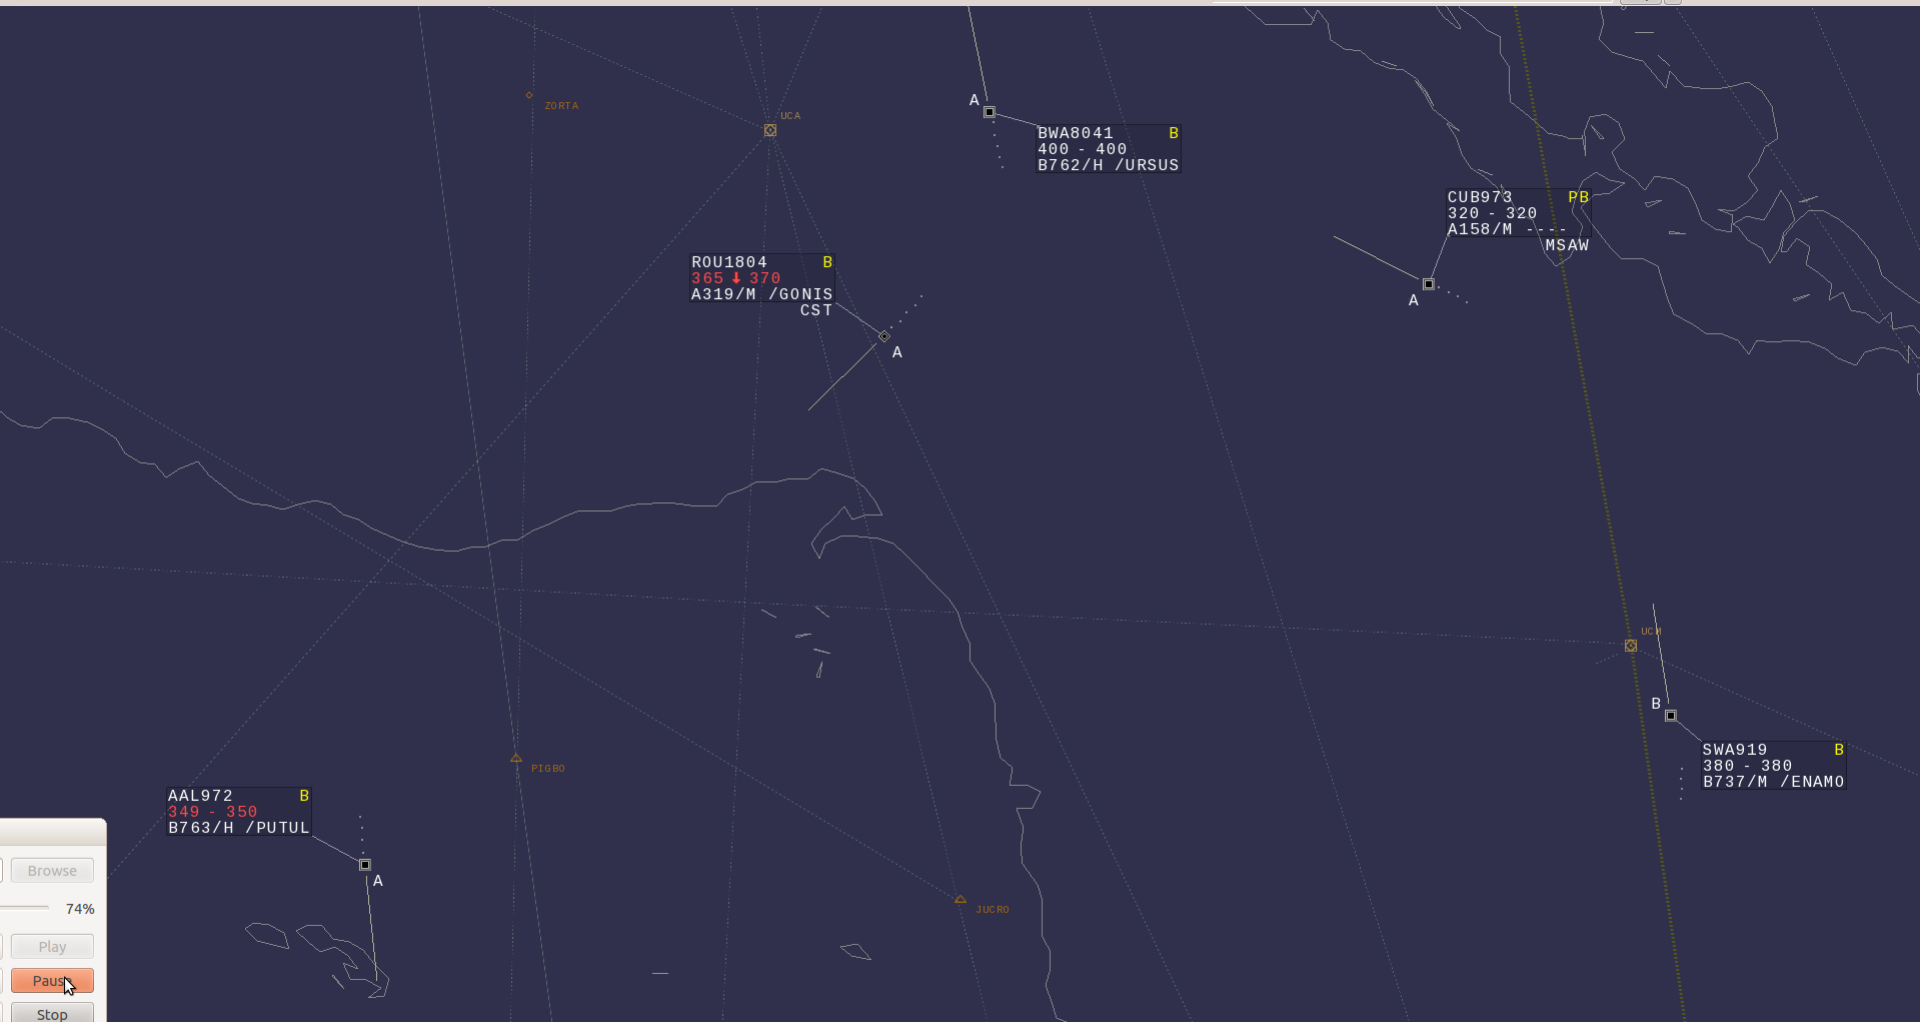 ZORTA
UCA
A
BWA8041 B
400 - 400
B762/H /URSUS
CUB973 PB
320 - 320
A158/M ----
MSAW
A
ROU1804 B
365 ⬇ 370
A319/M /GONIS
CST
A
UCM
B
SWA919 B
380 - 380
B737/M /ENAMO
PIGBO
AAL972 B
349 - 350
B763/H /PUTUL
A
JUCRO
Browse
74%
Play
Pause
Stop